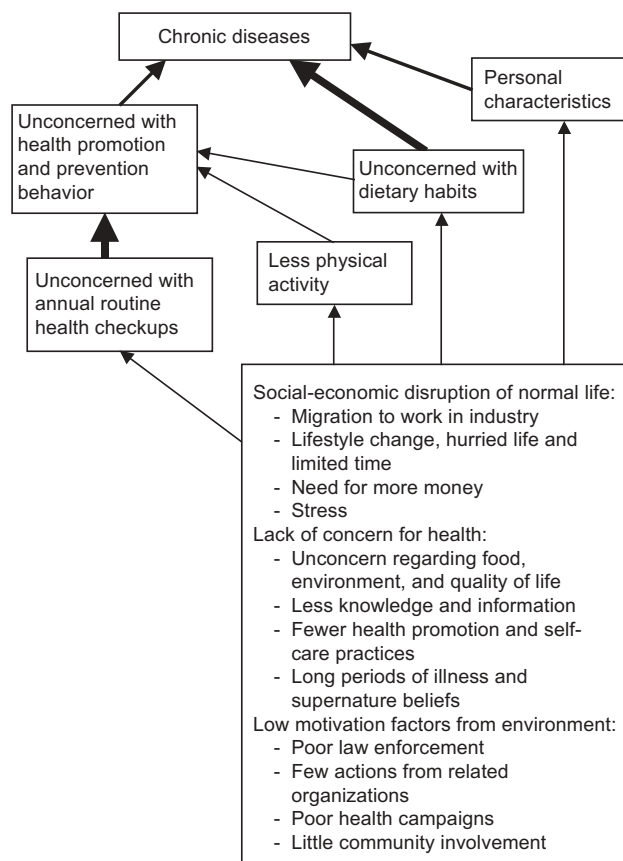 Chronic diseases
Personal
characteristics
Unconcerned with
health promotion
and prevention
behavior
Unconcerned with
dietary habits
Less physical
activity
Unconcerned with
annual routine
health checkups
Social-economic disruption of normal life:
- Migration to work in industry
- Lifestyle change, hurried life and
limited time
- Need for more money
- Stress
Lack of concern for health:
- Unconcern regarding food,
environment, and quality of life
- Less knowledge and information
- Fewer health promotion and self-
care practices
- Long periods of illness and
supernature beliefs
Low motivation factors from environment:
- Poor law enforcement
- Few actions from related
organizations
- Poor health campaigns
- Little community involvement